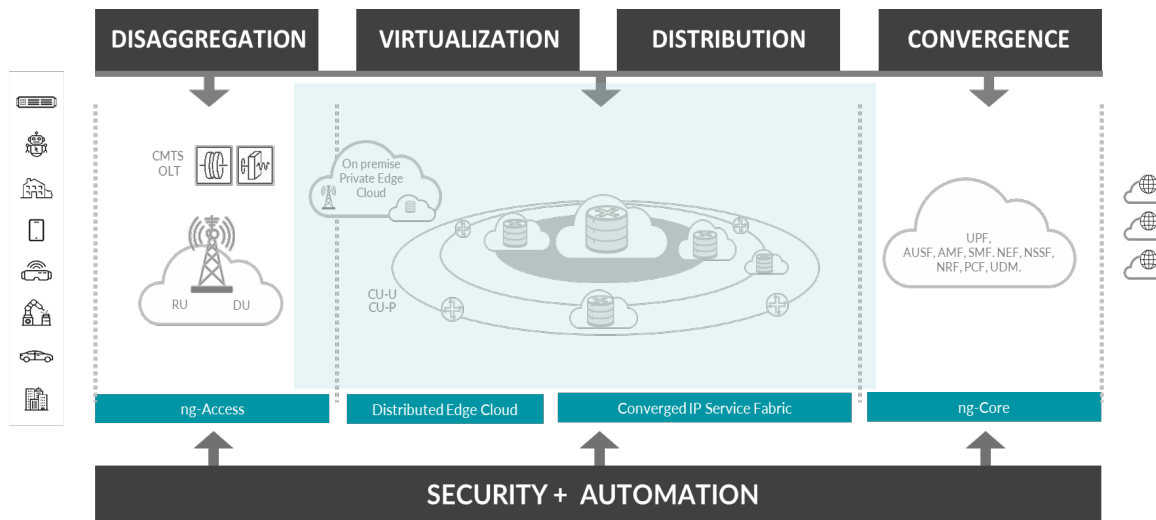 DISAGGREGATION
VIRTUALIZATION
DISTRIBUTION
CONVERGENCE
CMTS
OLT
On premise
Private Edge
Cloud
RU
DU
CU-U
CU-P
UPF,
AUSF, AMF, SMF. NEF, NSSF,
NRF, PCF, UDM.
ng-Access
Distributed Edge Cloud
Converged IP Service Fabric
ng-Core
SECURITY + AUTOMATION